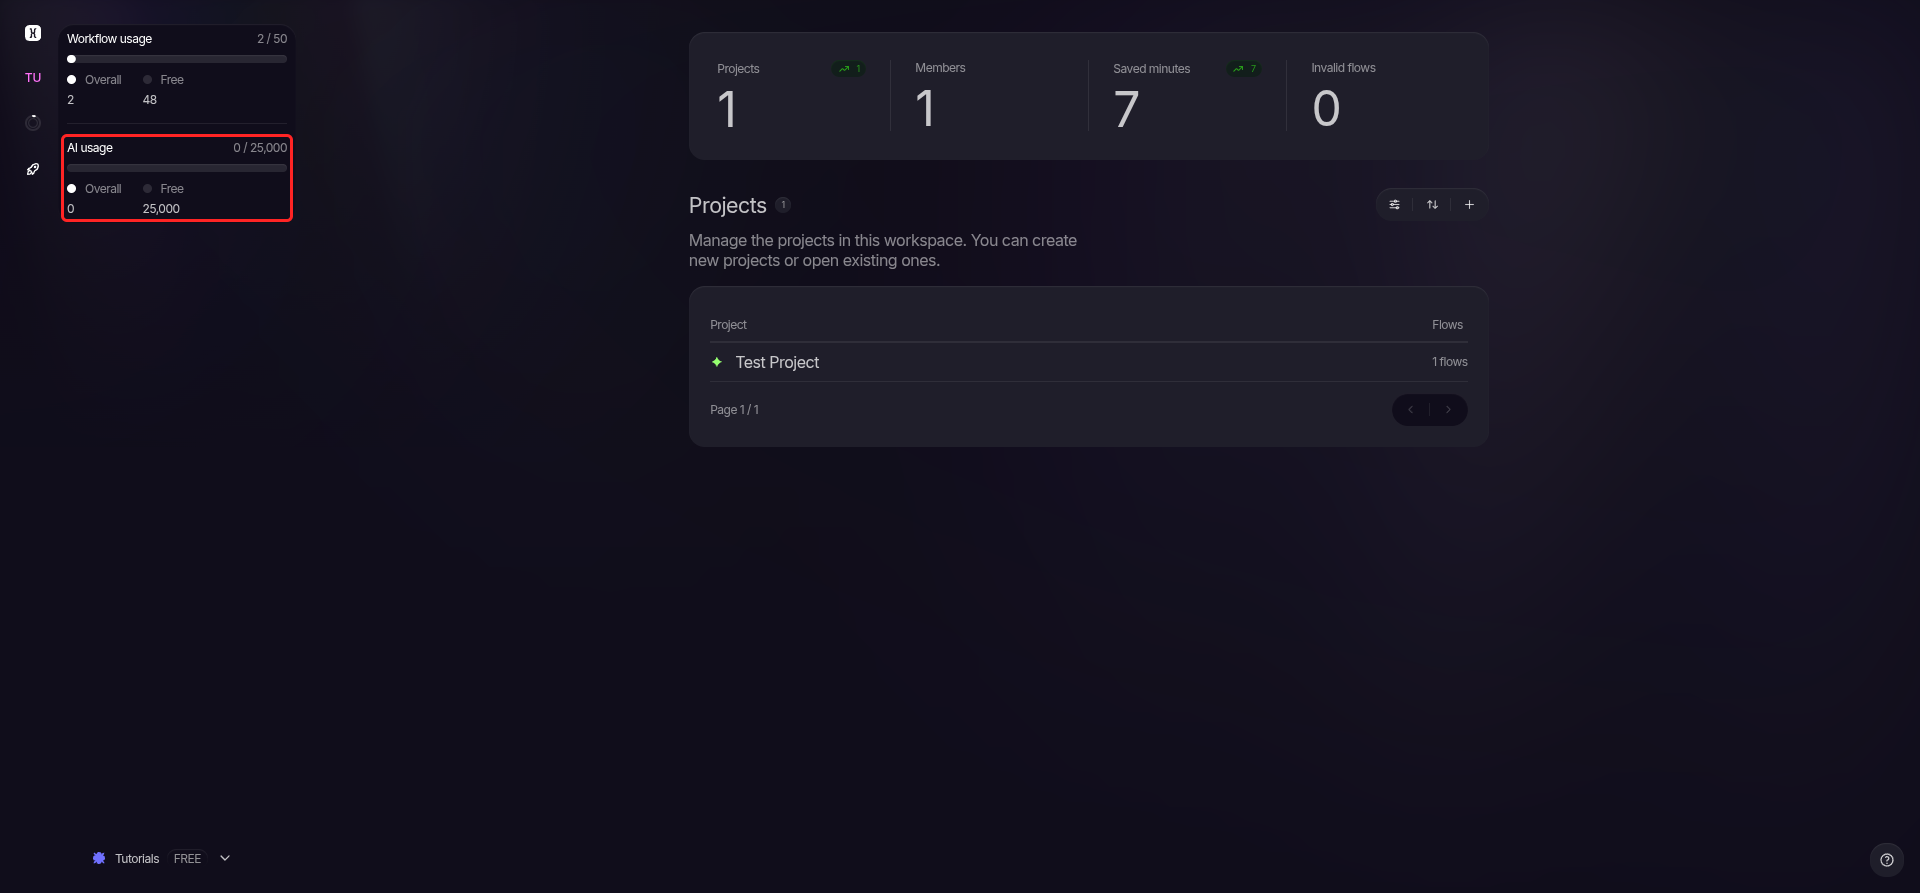 Workflow usage 2 / 50
Overall Free
2 48
AI usage 0 / 25,000
Overall Free
0 25,000
TU
Projects 1
1
Members
1
Saved minutes 7
7
Invalid flows
0
Projects 1
Manage the projects in this workspace. You can create
new projects or open existing ones.
Project Flows
Test Project 1 flows
Page 1 / 1
Tutorials FREE